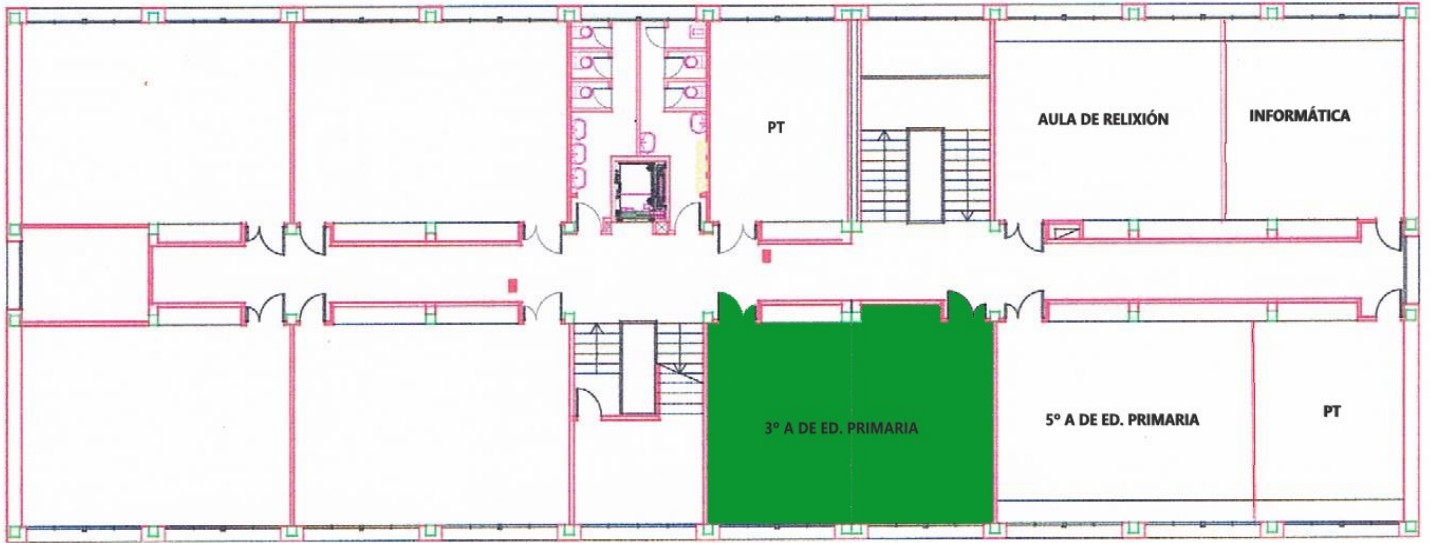 PT
AULA DE RELIXIÓN
INFORMÁTICA
3º A DE ED. PRIMARIA
5º A DE ED. PRIMARIA
PT